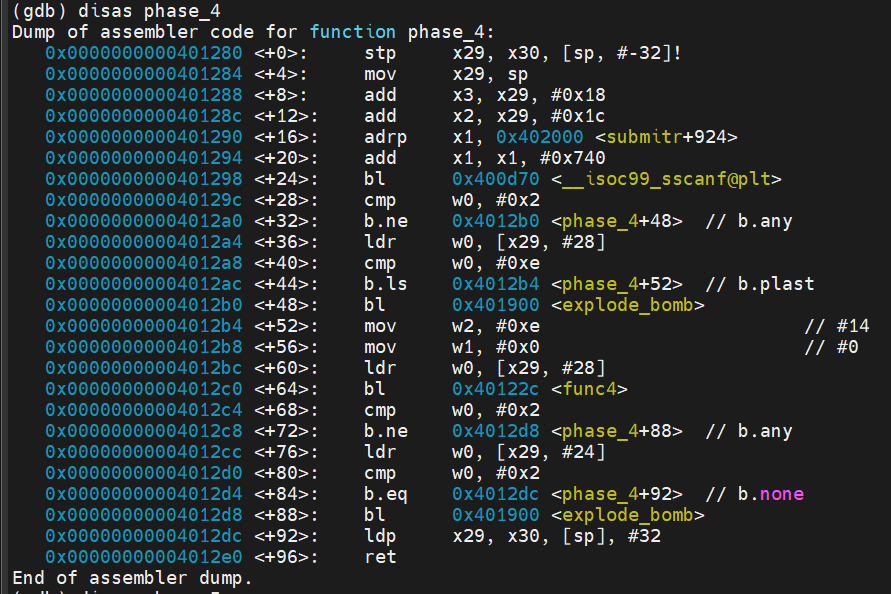 (gdb) disas phase_4
Dump of assembler code for function phase_4:
   0x0000000000401280 <+0>:     stp     x29, x30, [sp, #-32]!
   0x0000000000401284 <+4>:     mov     x29, sp
   0x0000000000401288 <+8>:     add     x3, x29, #0x18
   0x000000000040128c <+12>:    add     x2, x29, #0x1c
   0x0000000000401290 <+16>:    adrp    x1, 0x402000 <submitr+924>
   0x0000000000401294 <+20>:    add     x1, x1, #0x740
   0x0000000000401298 <+24>:    bl      0x400d70 <__isoc99_sscanf@plt>
   0x000000000040129c <+28>:    cmp     w0, #0x2
   0x00000000004012a0 <+32>:    b.ne    0x4012b0 <phase_4+48>  // b.any
   0x00000000004012a4 <+36>:    ldr     w0, [x29, #28]
   0x00000000004012a8 <+40>:    cmp     w0, #0xe
   0x00000000004012ac <+44>:    b.ls    0x4012b4 <phase_4+52>  // b.plast
   0x00000000004012b0 <+48>:    bl      0x401900 <explode_bomb>
   0x00000000004012b4 <+52>:    mov     w2, #0xe                        // #14
   0x00000000004012b8 <+56>:    mov     w1, #0x0                        // #0
   0x00000000004012bc <+60>:    ldr     w0, [x29, #28]
   0x00000000004012c0 <+64>:    bl      0x40122c <func4>
   0x00000000004012c4 <+68>:    cmp     w0, #0x2
   0x00000000004012c8 <+72>:    b.ne    0x4012d8 <phase_4+88>  // b.any
   0x00000000004012cc <+76>:    ldr     w0, [x29, #24]
   0x00000000004012d0 <+80>:    cmp     w0, #0x2
   0x00000000004012d4 <+84>:    b.eq    0x4012dc <phase_4+92>  // b.none
   0x00000000004012d8 <+88>:    bl      0x401900 <explode_bomb>
   0x00000000004012dc <+92>:    ldp     x29, x30, [sp], #32
   0x00000000004012e0 <+96>:    ret
End of assembler dump.